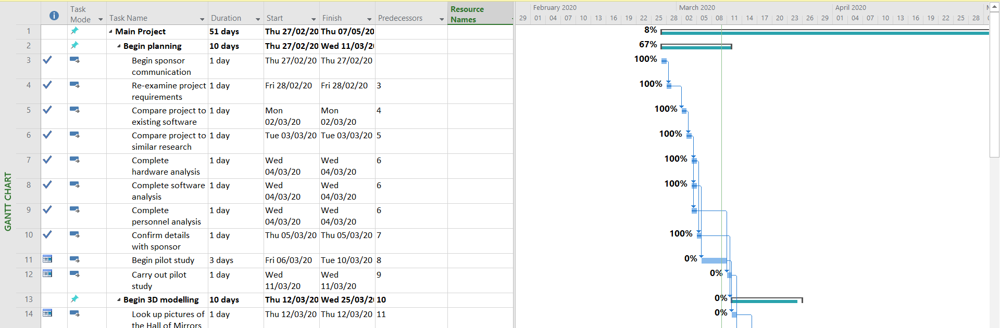 Task Mode Task Name Duration Start Finish Predecessors Resource Names
February 2020 March 2020 April 2020
29 01 04 07 10 13 16 19 22 25 28 02 05 08 11 14 17 20 23 26 29 01 04 07 10 13 16 19 22 25 28
GANTT CHART
1 Main Project 51 days Thu 27/02/20 Thu 07/05/20 8%
2 Begin planning 10 days Thu 27/02/20 Wed 11/03/2 67%
3 Begin sponsor communication 1 day Thu 27/02/20 Thu 27/02/20 100%
4 Re-examine project requirements 1 day Fri 28/02/20 Fri 28/02/20 3 100%
5 Compare project to existing software 1 day Mon 02/03/20 Mon 02/03/20 4 100%
6 Compare project to similar research 1 day Tue 03/03/20 Tue 03/03/20 5 100%
7 Complete hardware analysis 1 day Wed 04/03/20 Wed 04/03/20 6 100%
8 Complete software analysis 1 day Wed 04/03/20 Wed 04/03/20 6 100%
9 Complete personnel analysis 1 day Wed 04/03/20 Wed 04/03/20 6
10 Confirm details with sponsor 1 day Thu 05/03/20 Thu 05/03/20 7 100%
11 Begin pilot study 3 days Fri 06/03/20 Tue 10/03/20 8 0%
12 Carry out pilot study 1 day Wed 11/03/20 Wed 11/03/20 9 0%
13 Begin 3D modelling 10 days Thu 12/03/20 Wed 25/03/2 10 0%
14 Look up pictures of the Hall of Mirrors 1 day Thu 12/03/20 Thu 12/03/20 11 0%